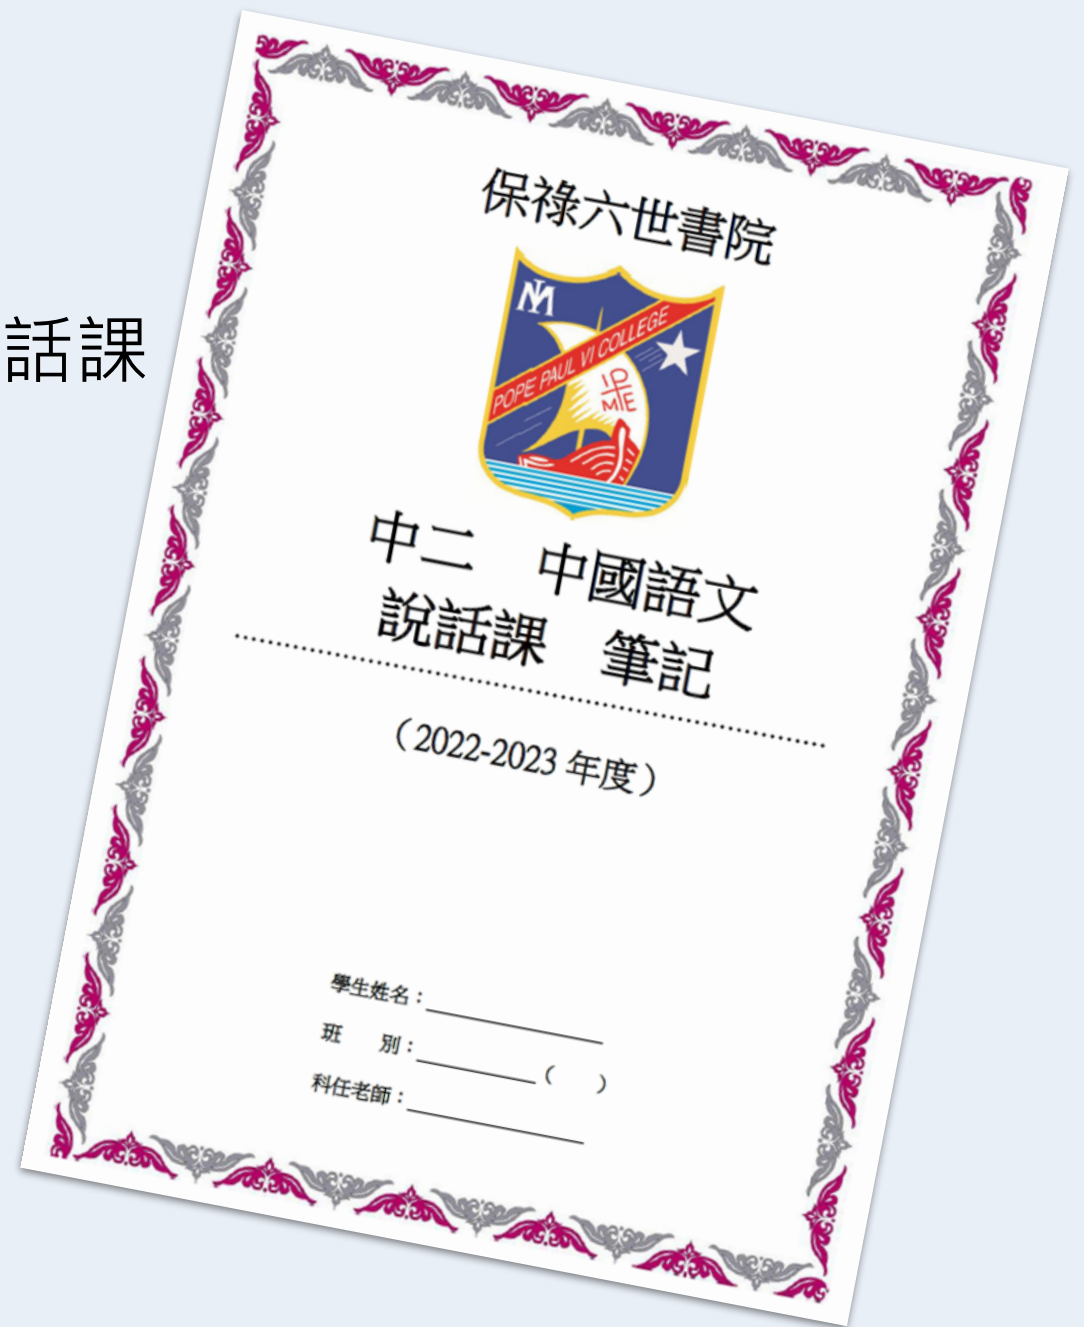 話課
保祿六世書院
POPE PAUL VI COLLEGE
中二　中國語文
說話課　筆記
（2022-2023 年度）
學生姓名：
班　別：（　）
科任老師：